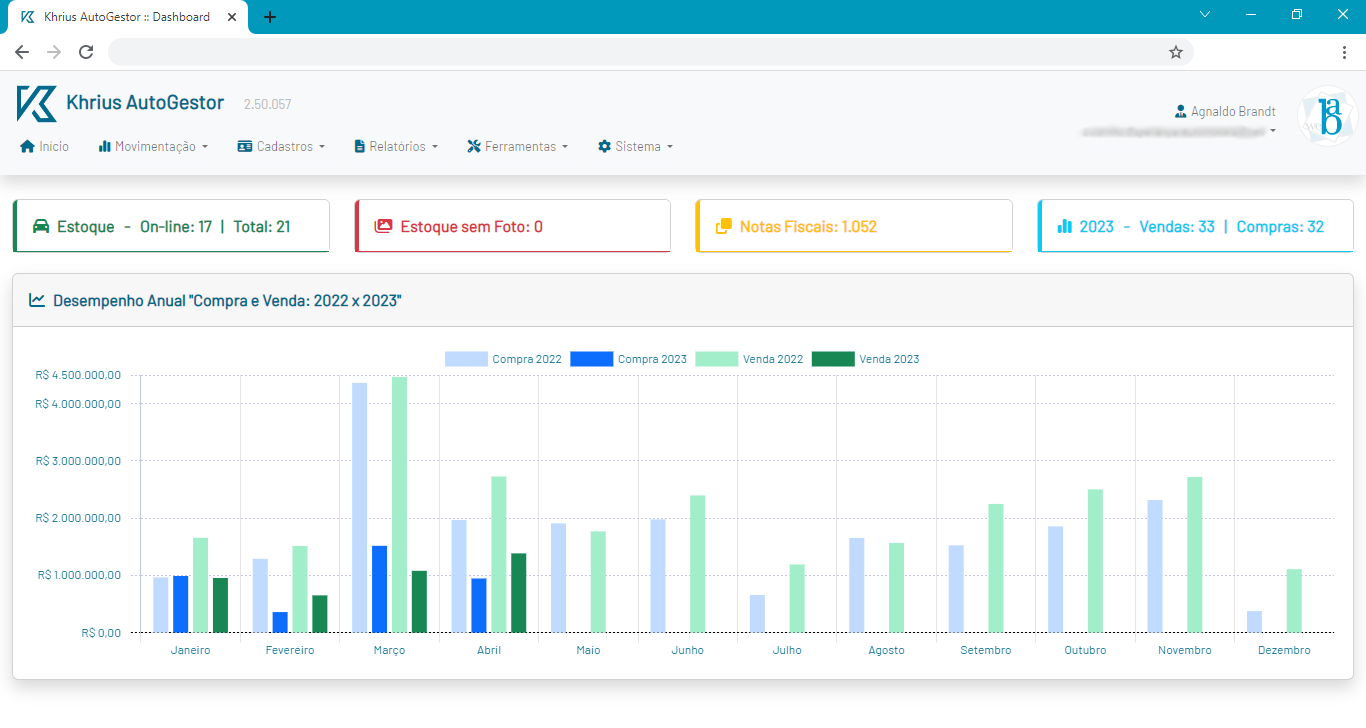 Khrius AutoGestor :: Dashboard
Khrius AutoGestor 2.50.057
Agnaldo Brandt
Início Movimentação Cadastros Relatórios Ferramentas Sistema
Estoque - On-line: 17 | Total: 21
Estoque sem Foto: 0
Notas Fiscais: 1.052
2023 - Vendas: 33 | Compras: 32
Desempenho Anual "Compra e Venda: 2022 x 2023"
Compra 2022 Compra 2023 Venda 2022 Venda 2023
R$ 4.500.000,00
R$ 4.000.000,00
R$ 3.000.000,00
R$ 2.000.000,00
R$ 1.000.000,00
R$ 0,00
Janeiro Fevereiro Março Abril Maio Junho Julho Agosto Setembro Outubro Novembro Dezembro